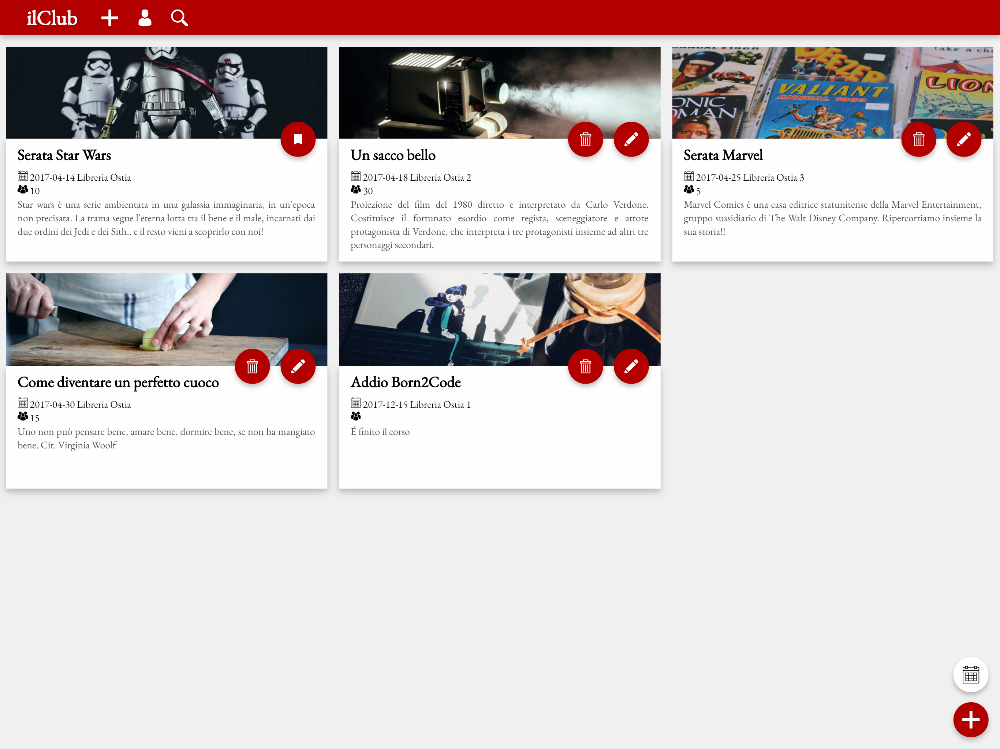 ilClub
take a cha
BEEZER
VALIANT
ANNUAL 1969
LION
ONIC
OMAN
Serata Star Wars
2017-04-14 Libreria Ostia
10
Star wars è una serie ambientata in una galassia immaginaria, in un'epoca
non precisata. La trama segue l'eterna lotta tra il bene e il male, incarnati dai
due ordini dei Jedi e dei Sith.. e il resto vieni a scoprirlo con noi!
Un sacco bello
2017-04-18 Libreria Ostia 2
30
Proiezione del film del 1980 diretto e interpretato da Carlo Verdone.
Costituisce il fortunato esordio come regista, sceneggiatore e attore
protagonista di Verdone, che interpreta i tre protagonisti insieme ad altri tre
personaggi secondari.
Serata Marvel
2017-04-25 Libreria Ostia 3
5
Marvel Comics è una casa editrice statunitense della Marvel Entertainment,
gruppo sussidiario di The Walt Disney Company. Ripercorriamo insieme la
sua storia!!
Come diventare un perfetto cuoco
2017-04-30 Libreria Ostia
15
Uno non può pensare bene, amare bene, dormire bene, se non ha mangiato
bene. Cit. Virginia Woolf
Addio Born2Code
2017-12-15 Libreria Ostia 1
É finito il corso